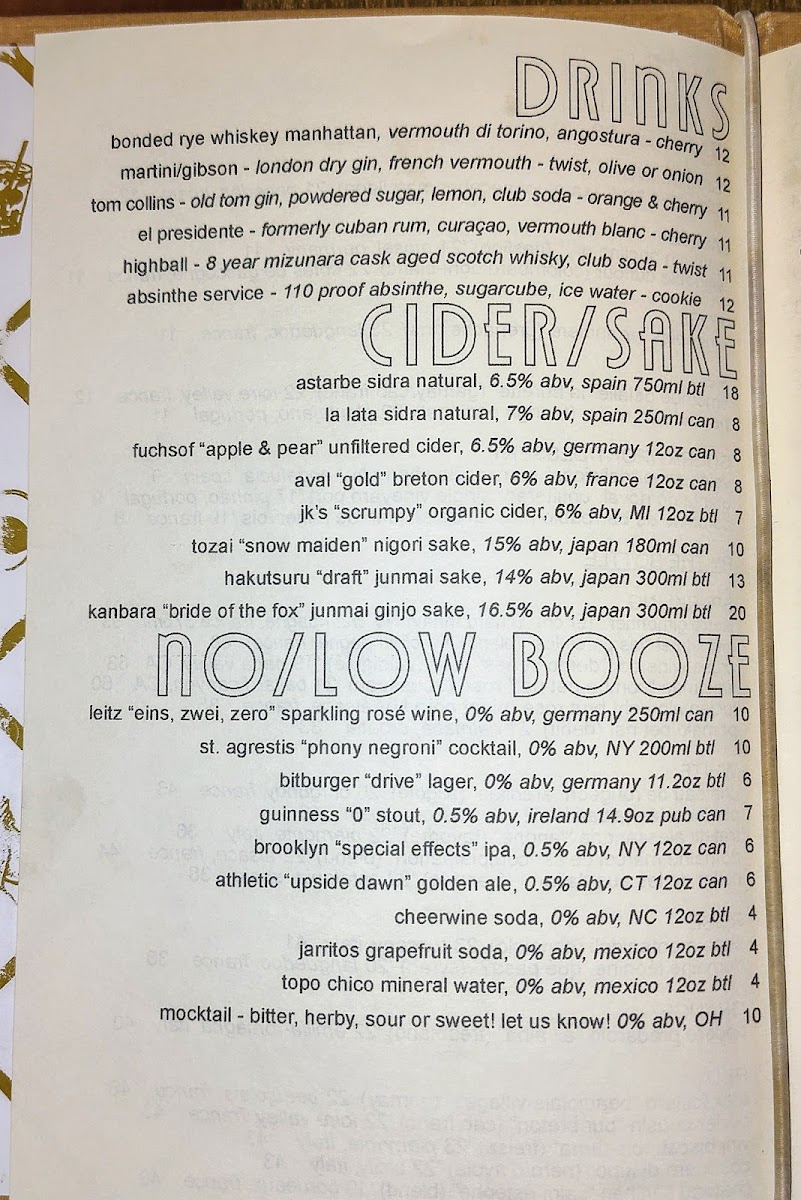 DRINKS
bonded rye whiskey manhattan, vermouth di torino, angostura - cherry 12
martini/gibson - london dry gin, french vermouth - twist, olive or onion 12
tom collins - old tom gin, powdered sugar, lemon, club soda - orange & cherry 11
el presidente - formerly cuban rum, curaçao, vermouth blanc - cherry 11
highball - 8 year mizunara cask aged scotch whisky, club soda - twist 11
absinthe service - 110 proof absinthe, sugarcube, ice water - cookie 12
CIDER/SAKE
astarbe sidra natural, 6.5% abv, spain 750ml btl 18
la lata sidra natural, 7% abv, spain 250ml can 8
fuchsof “apple & pear” unfiltered cider, 6.5% abv, germany 12oz can 8
aval “gold” breton cider, 6% abv, france 12oz can 8
jk's “scrumpy” organic cider, 6% abv, MI 12oz btl 7
tozai “snow maiden” nigori sake, 15% abv, japan 180ml can 10
hakutsuru “draft” junmai sake, 14% abv, japan 300ml btl 13
kanbara “bride of the fox” junmai ginjo sake, 16.5% abv, japan 300ml btl 20
NO/LOW BOOZE
leitz “eins, zwei, zero” sparkling rosé wine, 0% abv, germany 250ml can 10
st. agrestis “phony negroni” cocktail, 0% abv, NY 200ml btl 10
bitburger “drive” lager, 0% abv, germany 11.2oz btl 6
guinness “0” stout, 0.5% abv, ireland 14.9oz pub can 7
brooklyn “special effects” ipa, 0.5% abv, NY 12oz can 6
athletic “upside dawn” golden ale, 0.5% abv, CT 12oz can 6
cheerwine soda, 0% abv, NC 12oz btl 4
jarritos grapefruit soda, 0% abv, mexico 12oz btl 4
topo chico mineral water, 0% abv, mexico 12oz btl 4
mocktail - bitter, herby, sour or sweet! let us know! 0% abv, OH 10